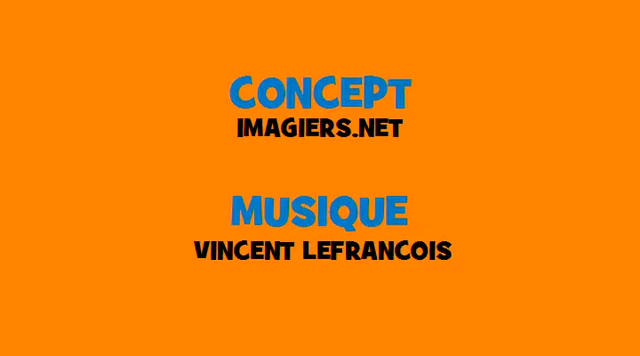 CONCEPT
IMAGIERS.NET
MUSIQUE
VINCENT LEFRANCOIS